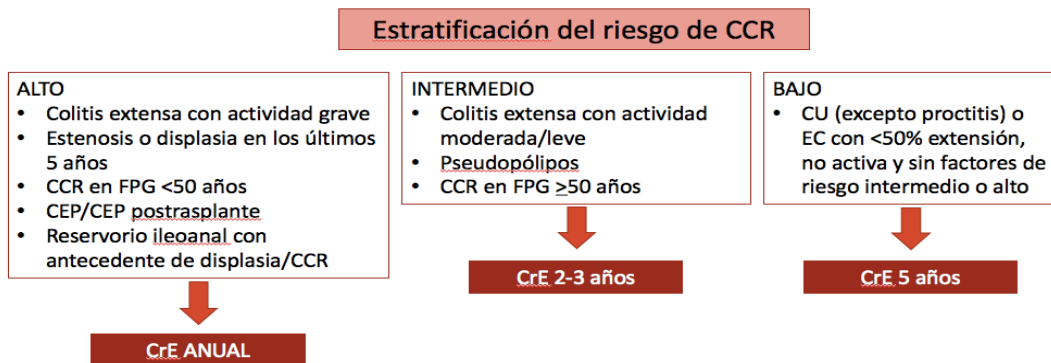 Estratificación del riesgo de CCR
ALTO
• Colitis extensa con actividad grave
• Estenosis o displasia en los últimos
5 años
• CCR en FPG <50 años
• CEP/CEP postrasplante
• Reservorio ileoanal con
antecedente de displasia/CCR
CrE ANUAL
INTERMEDIO
• Colitis extensa con actividad
moderada/leve
• Pseudopólipos
• CCR en FPG ≥50 años
CrE 2-3 años
BAJO
• CU (excepto proctitis) o
EC con <50% extensión,
no activa y sin factores de
riesgo intermedio o alto
CrE 5 años